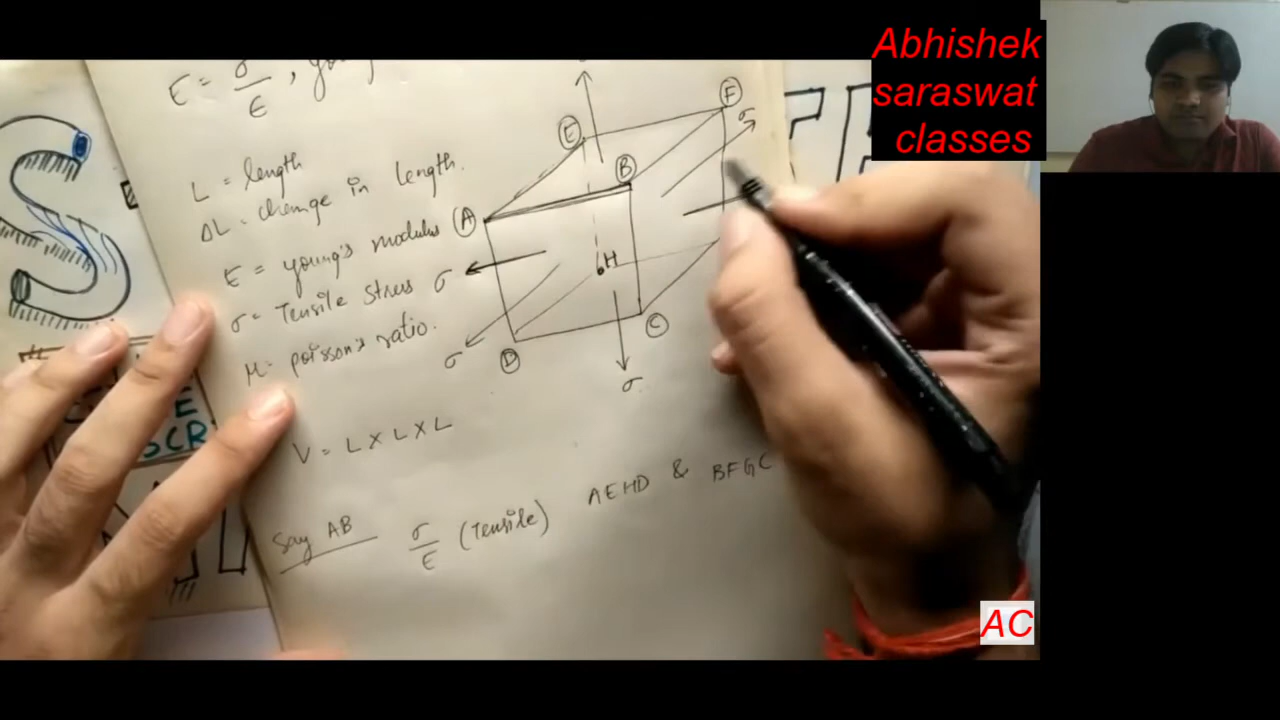 Abhishek
saraswat
classes
E = σ/ε ,
L = length
ΔL = change in length.
E = young's modulus
σ = Tensile stress
μ = poisson's ratio.
A
B
C
D
E
F
H
σ
σ
σ
σ
V = L X L X L
Say AB
σ/E (Tensile) AEHD & BFGC
AC